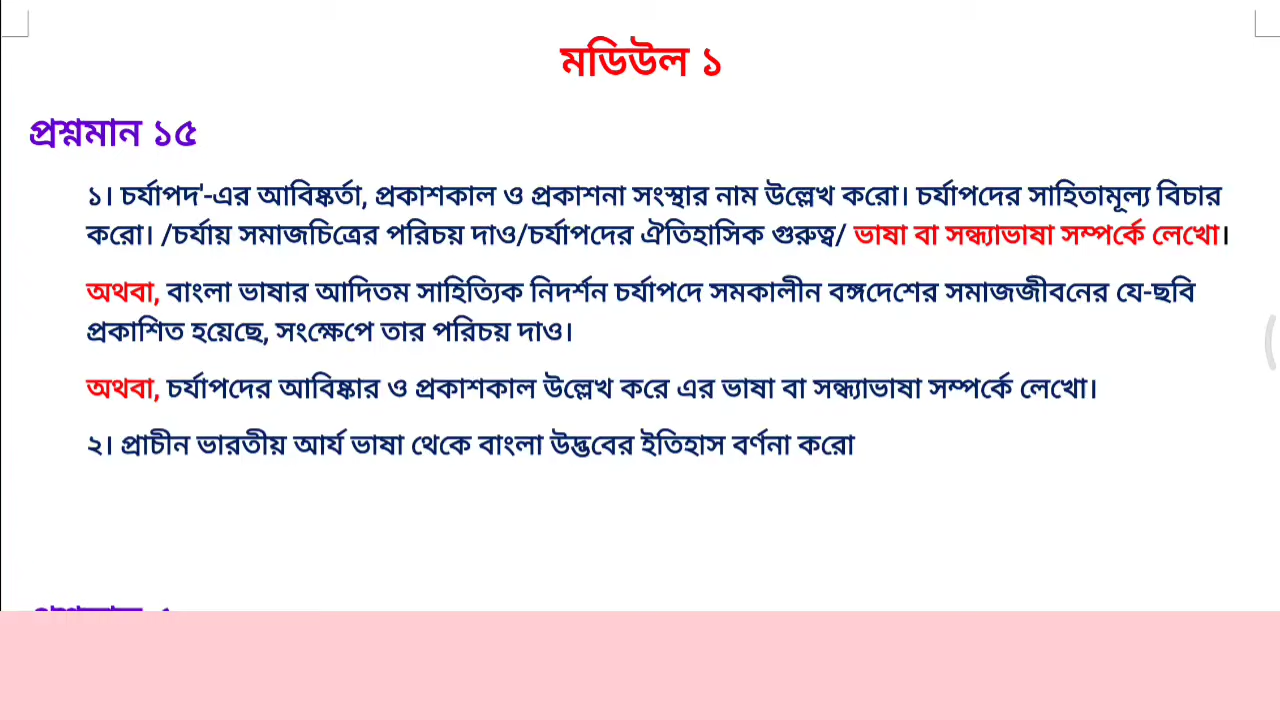 মডিউল ১
প্রশ্নমান ১৫
১। চর্যাপদ'-এর আবিষ্কর্তা, প্রকাশকাল ও প্রকাশনা সংস্থার নাম উল্লেখ করো। চর্যাপদের সাহিত্যমূল্য বিচার
করো। /চর্যায় সমাজচিত্রের পরিচয় দাও/চর্যাপদের ঐতিহাসিক গুরুত্ব/ ভাষা বা সন্ধ্যাভাষা সম্পর্কে লেখো।
অথবা, বাংলা ভাষার আদিতম সাহিত্যিক নিদর্শন চর্যাপদে সমকালীন বঙ্গদেশের সমাজজীবনের যে-ছবি
প্রকাশিত হয়েছে, সংক্ষেপে তার পরিচয় দাও।
অথবা, চর্যাপদের আবিষ্কার ও প্রকাশকাল উল্লেখ করে এর ভাষা বা সন্ধ্যাভাষা সম্পর্কে লেখো।
২। প্রাচীন ভারতীয় আর্য ভাষা থেকে বাংলা উদ্ভবের ইতিহাস বর্ণনা করো